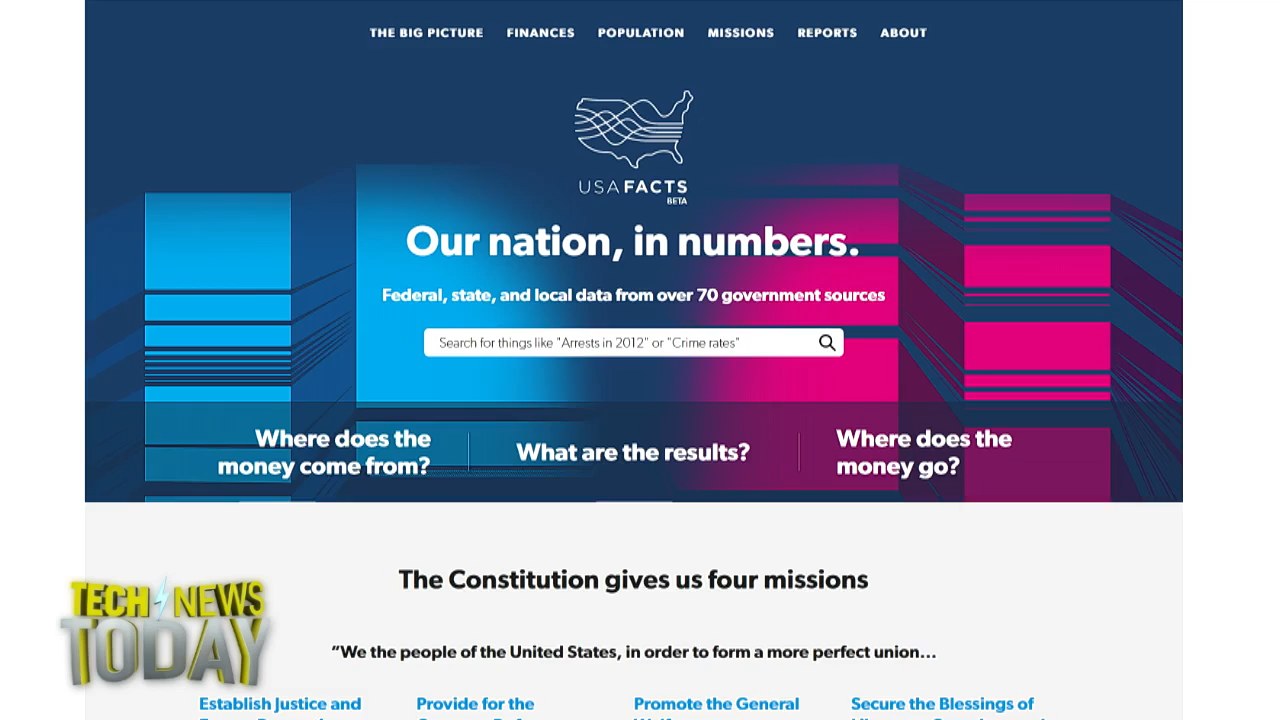 THE BIG PICTURE FINANCES POPULATION MISSIONS REPORTS ABOUT
USAFACTS
BETA
Our nation, in numbers.
Federal, state, and local data from over 70 government sources
Search for things like "Arrests in 2012" or "Crime rates"
Where does the
money come from?
What are the results?
Where does the
money go?
The Constitution gives us four missions
“We the people of the United States, in order to form a more perfect union...
Establish Justice and
Provide for the
Promote the General
Secure the Blessings of
TECH NEWS
TODAY